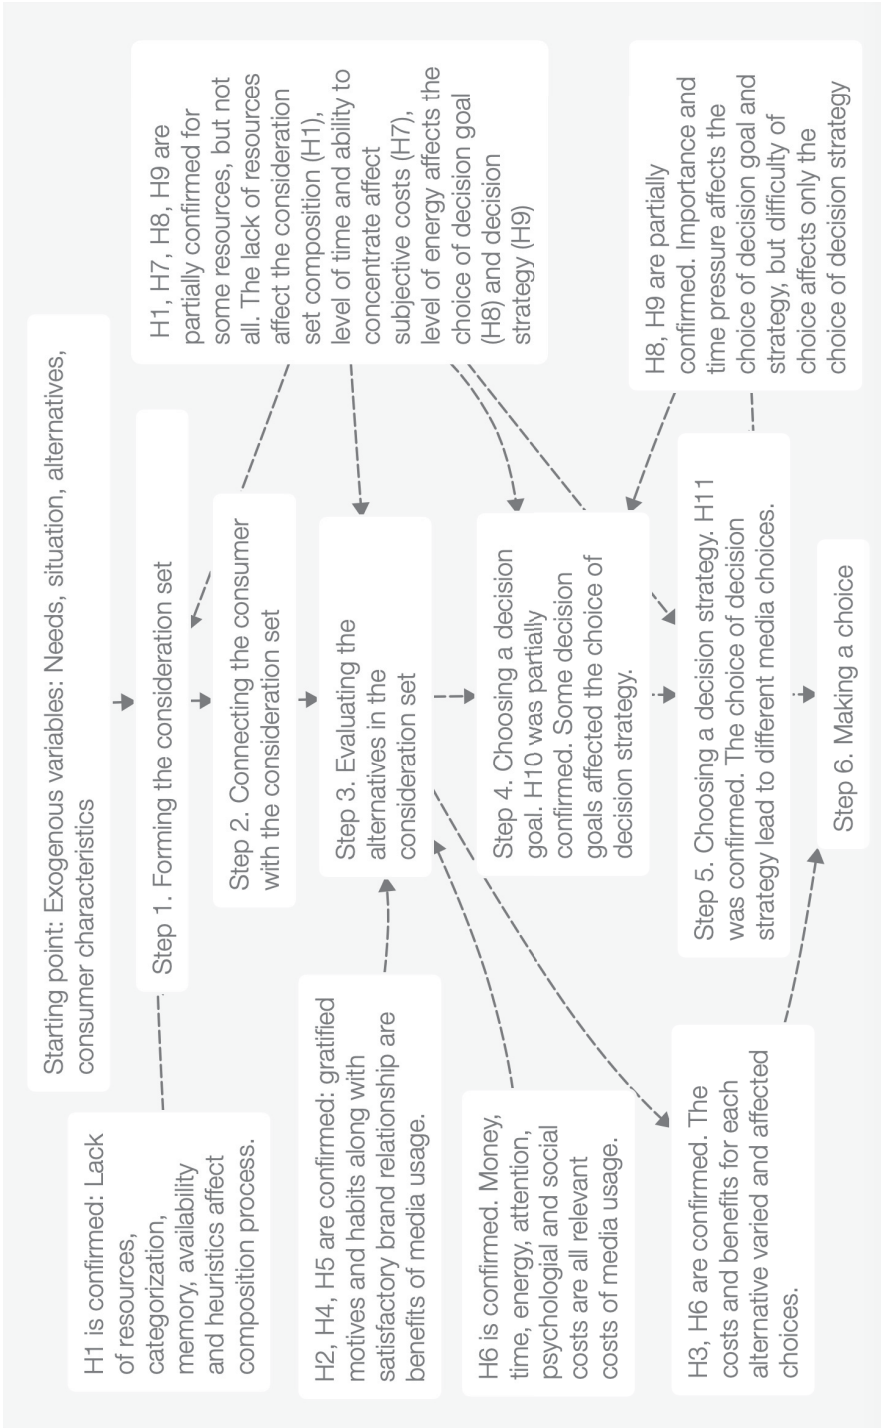 Starting point: Exogenous variables: Needs, situation, alternatives,
consumer characteristics
H1 is confirmed: Lack
of resources,
categorization,
memory, availability
and heuristics affect
composition process.
Step 1. Forming the consideration set
H1, H7, H8, H9 are
partially confirmed for
some resources, but not
all. The lack of resources
affect the consideration
set composition (H1),
level of time and ability to
concentrate affect
subjective costs (H7),
level of energy affects the
choice of decision goal
(H8) and decision
strategy (H9)
Step 2. Connecting the consumer
with the consideration set
H2, H4, H5 are confirmed: gratified
motives and habits along with
satisfactory brand relationship are
benefits of media usage.
Step 3. Evaluating the
alternatives in the
consideration set
H6 is confirmed. Money,
time, energy, attention,
psychologial and social
costs are all relevant
costs of media usage.
Step 4. Choosing a decision
goal. H10 was partially
confirmed. Some decision
goals affected the choice of
decision strategy.
H8, H9 are partially
confirmed. Importance and
time pressure affects the
choice of decision goal and
strategy, but difficulty of
choice affects only the
choice of decision strategy
H3, H6 are confirmed. The
costs and benefits for each
alternative varied and affected
choices.
Step 5. Choosing a decision strategy. H11
was confirmed. The choice of decision
strategy lead to different media choices.
Step 6. Making a choice